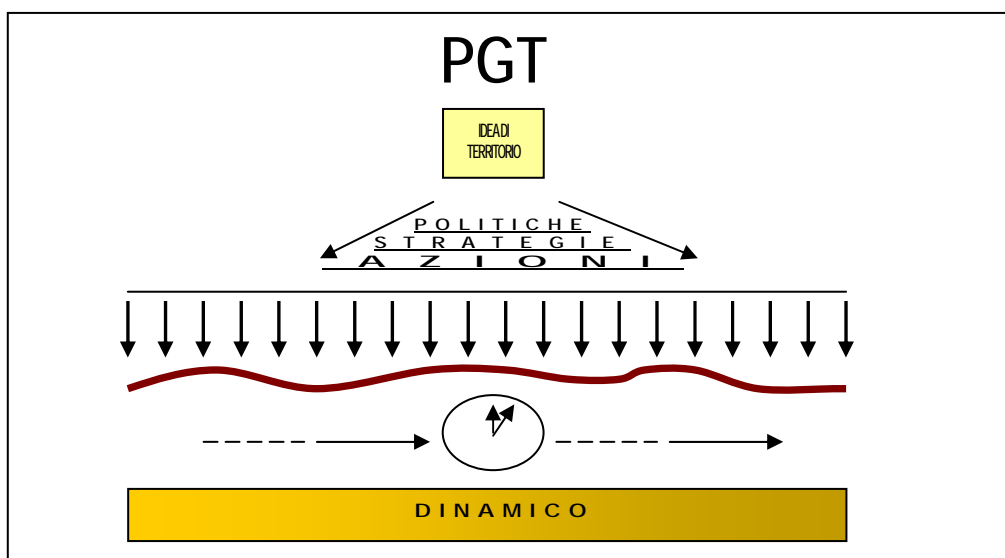 PGT
IDEA DI
TERRITORIO
POLITICHE
STRATEGIE
AZIONI
DINAMICO